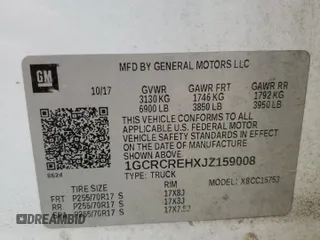 GM
MFD BY GENERAL MOTORS LLC
10/17 GVWR GAWR FRT GAWR RR
3130 KG 1746 KG 1792 KG
6900 LB 3850 LB 3950 LB
THIS VEHICLE CONFORMS TO ALL APPLICABLE
U.S. FEDERAL MOTOR
VEHICLE SAFETY STANDARDS IN EFFECT ON
THE DATE OF MANUFACTURE SHOWN ABOVE.
1GCRCREHXJZ159008
TYPE: TRUCK
TIRE SIZE RIM
FRT P255/70R17 S 17X8J
RR P255/70R17 S 17X8J
P265/70R17 S
DREAMBID